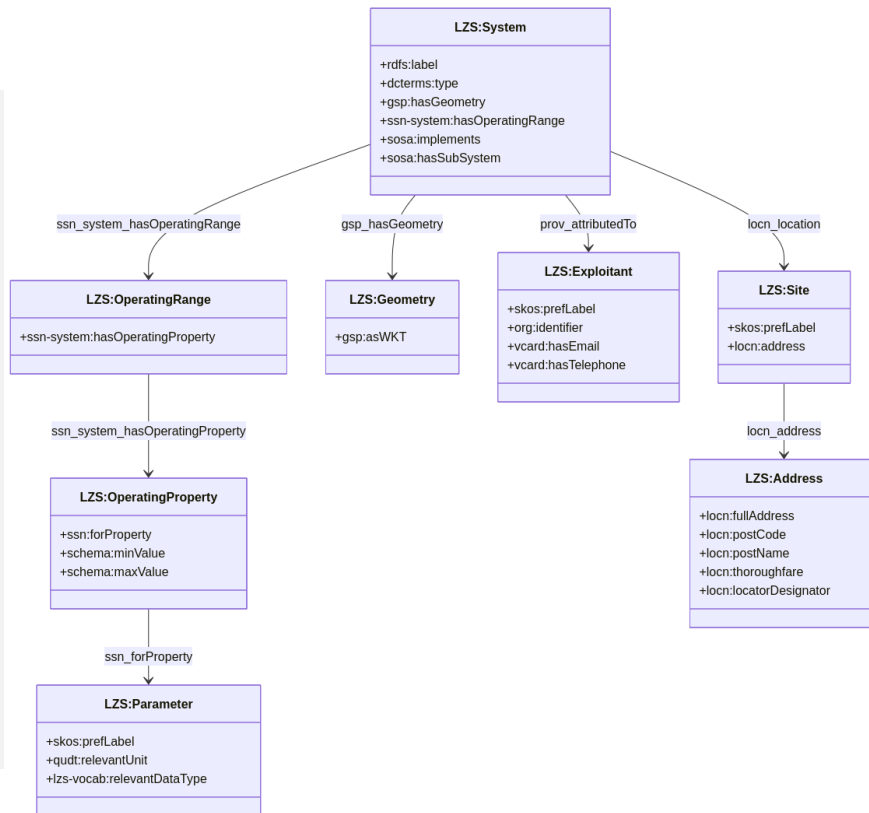 LZS:System
+rdfs:label
+dcterms:type
+gsp:hasGeometry
+ssn-system:hasOperatingRange
+sosa:implements
+sosa:hasSubSystem
ssn_system_hasOperatingRange
gsp_hasGeometry
prov_attributedTo
locn_location
LZS:OperatingRange
+ssn-system:hasOperatingProperty
LZS:Geometry
+gsp:asWKT
LZS:Exploitant
+skos:prefLabel
+org:identifier
+vcard:hasEmail
+vcard:hasTelephone
LZS:Site
+skos:prefLabel
+locn:address
ssn_system_hasOperatingProperty
locn_address
LZS:OperatingProperty
+ssn:forProperty
+schema:minValue
+schema:maxValue
LZS:Address
+locn:fullAddress
+locn:postCode
+locn:postName
+locn:thoroughfare
+locn:locatorDesignator
ssn_forProperty
LZS:Parameter
+skos:prefLabel
+qudt:relevantUnit
+lzs-vocab:relevantDataType